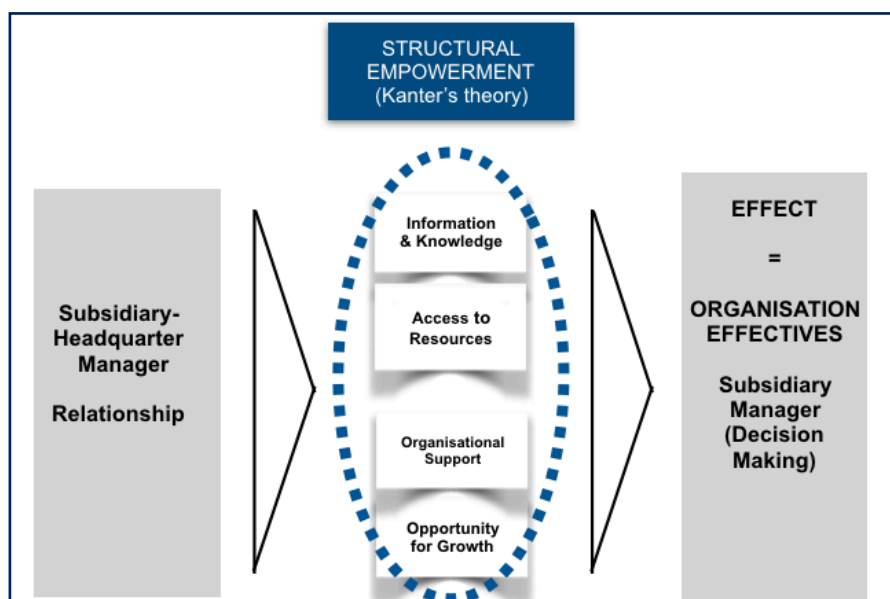 STRUCTURAL
EMPOWERMENT
(Kanter's theory)
Subsidiary-
Headquarter
Manager
Relationship
Information
& Knowledge
Access to
Resources
Organisational
Support
Opportunity
for Growth
EFFECT
=
ORGANISATION
EFFECTIVES
Subsidiary
Manager
(Decision
Making)